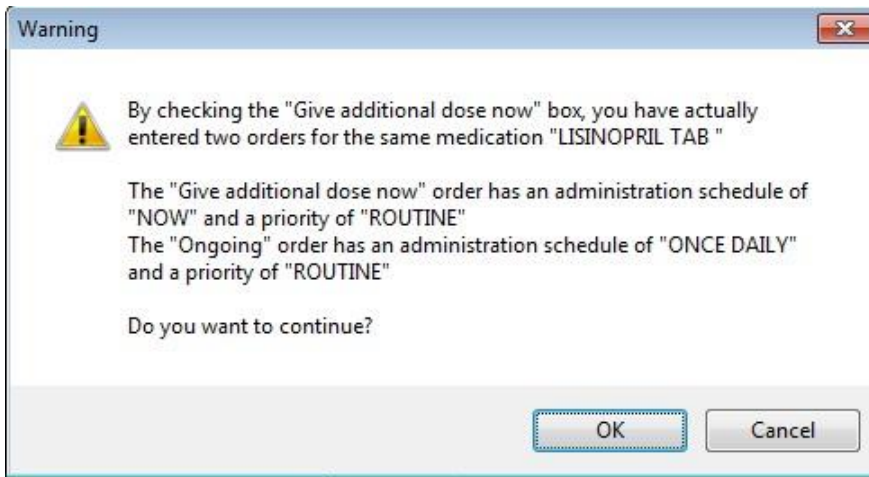 Warning
By checking the "Give additional dose now" box, you have actually
entered two orders for the same medication "LISINOPRIL TAB "
The "Give additional dose now" order has an administration schedule of
"NOW" and a priority of "ROUTINE"
The "Ongoing" order has an administration schedule of "ONCE DAILY"
and a priority of "ROUTINE"
Do you want to continue?
OK
Cancel